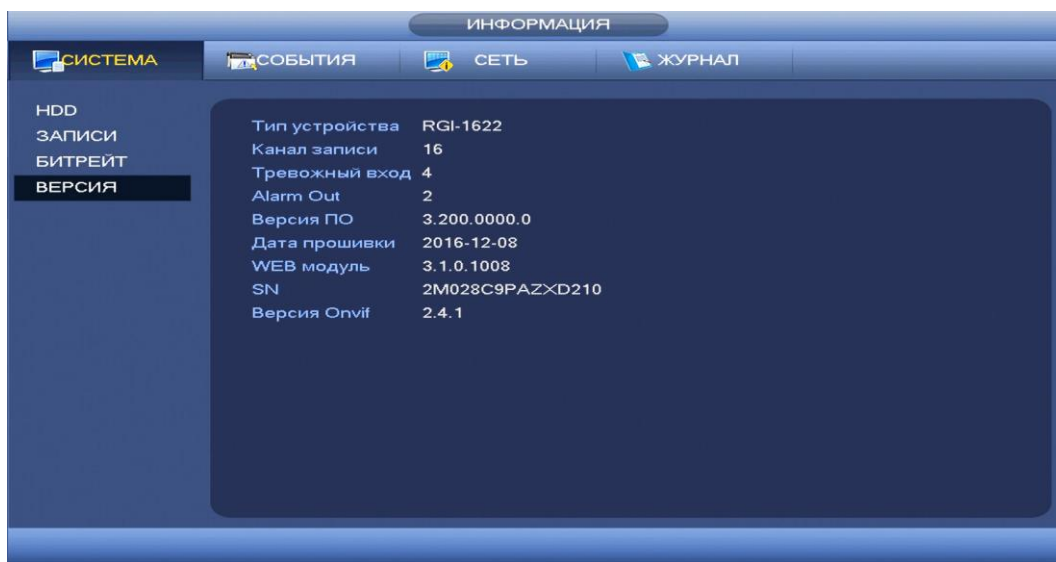 ИНФОРМАЦИЯ
СИСТЕМА СОБЫТИЯ СЕТЬ ЖУРНАЛ
HDD
ЗАПИСИ
БИТРЕЙТ
ВЕРСИЯ
Тип устройства RGI-1622
Канал записи 16
Тревожный вход 4
Alarm Out 2
Версия ПО 3.200.0000.0
Дата прошивки 2016-12-08
WEB модуль 3.1.0.1008
SN 2M028C9PAZXD210
Версия Onvif 2.4.1